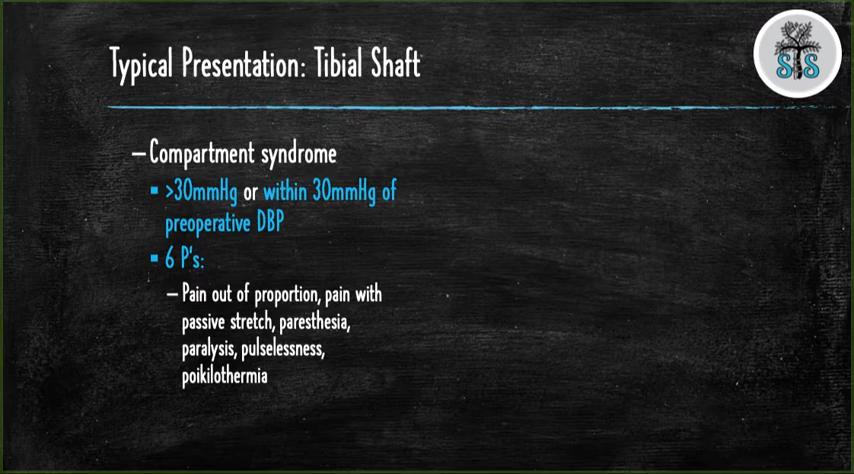 Typical Presentation: Tibial Shaft
STS
– Compartment syndrome
▪ >30mmHg or within 30mmHg of
preoperative DBP
▪ 6 P's:
– Pain out of proportion, pain with
passive stretch, paresthesia,
paralysis, pulselessness,
poikilothermia